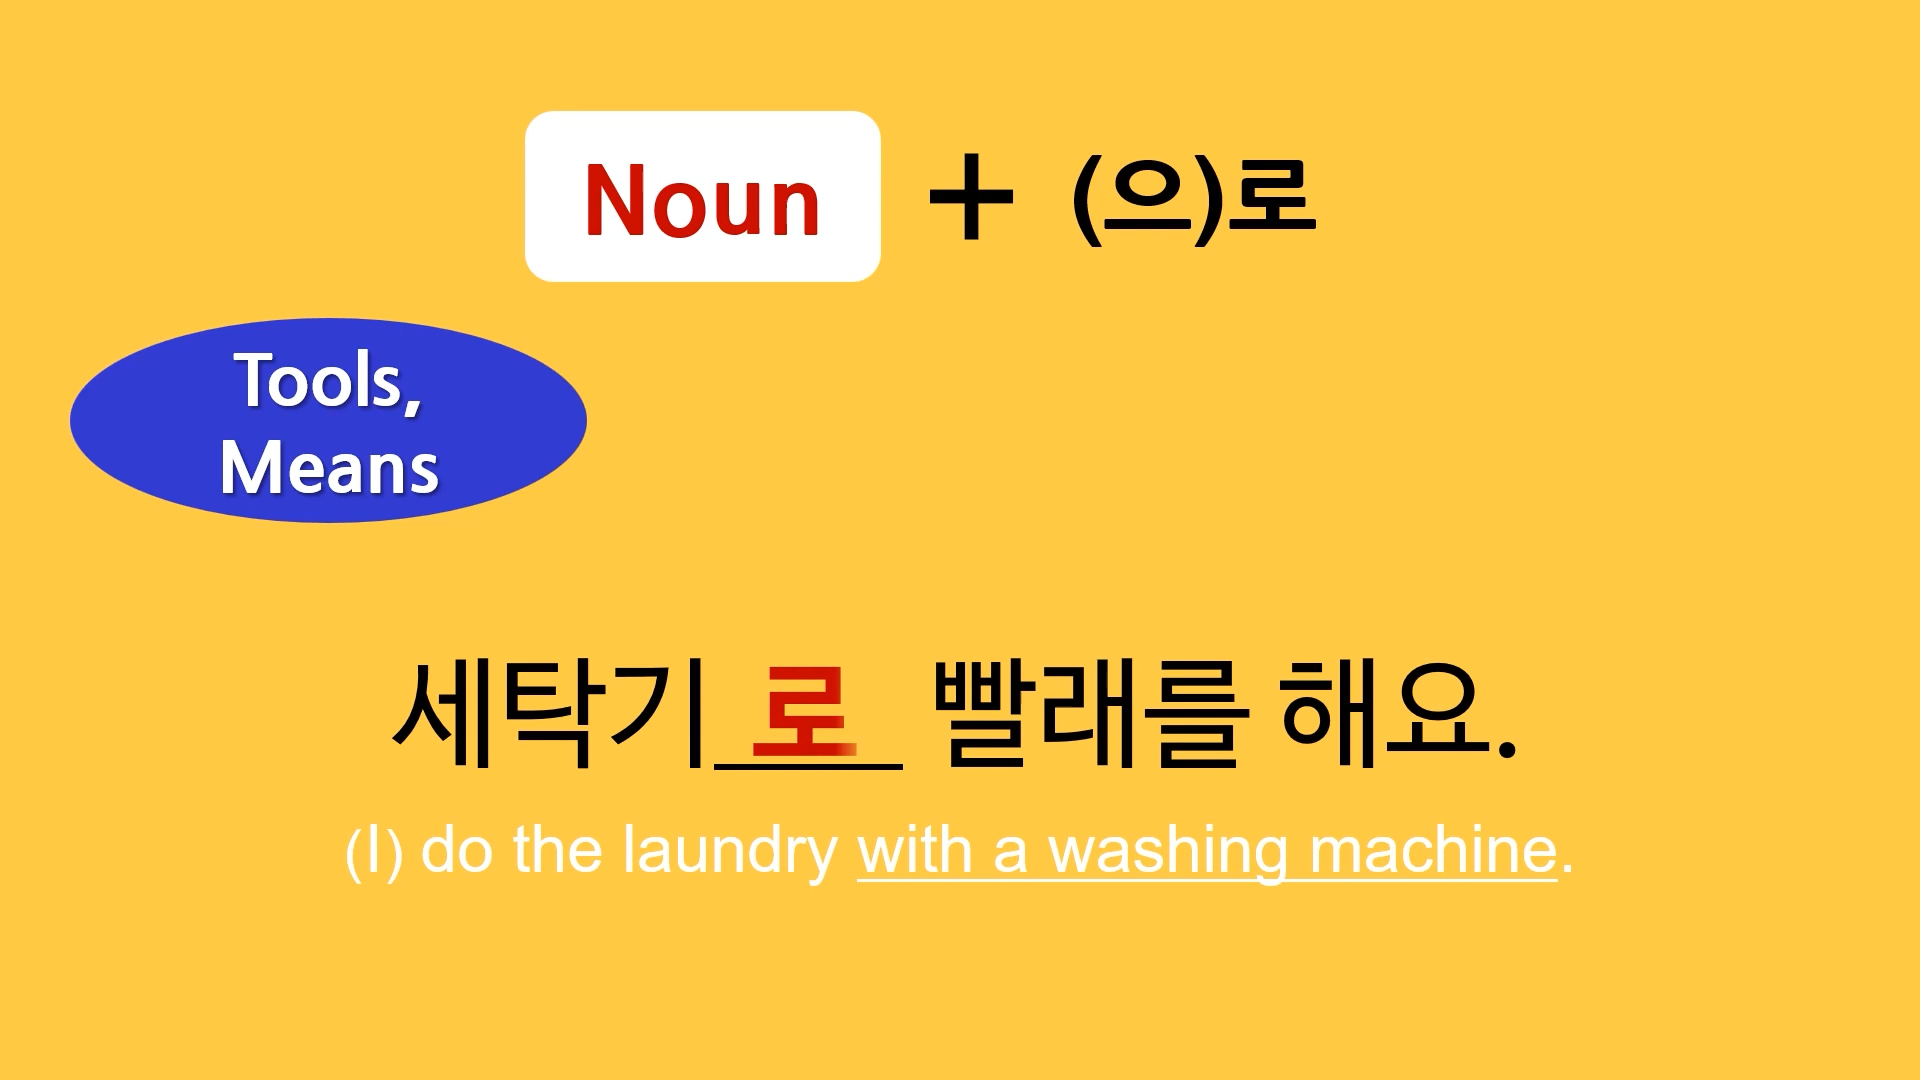 Noun + (으)로
Tools,
Means
세탁기 로 빨래를 해요.
(I) do the laundry with a washing machine.